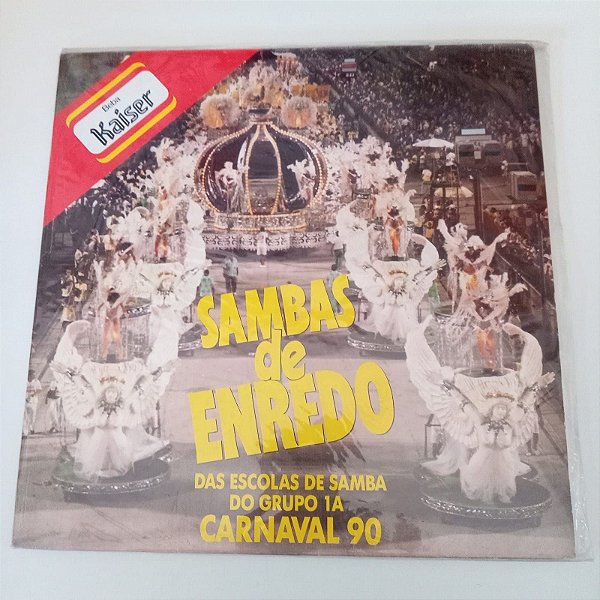 Beba
Kaiser
SAMBAS
de
ENREDO
DAS ESCOLAS DE SAMBA
DO GRUPO 1A
CARNAVAL 90